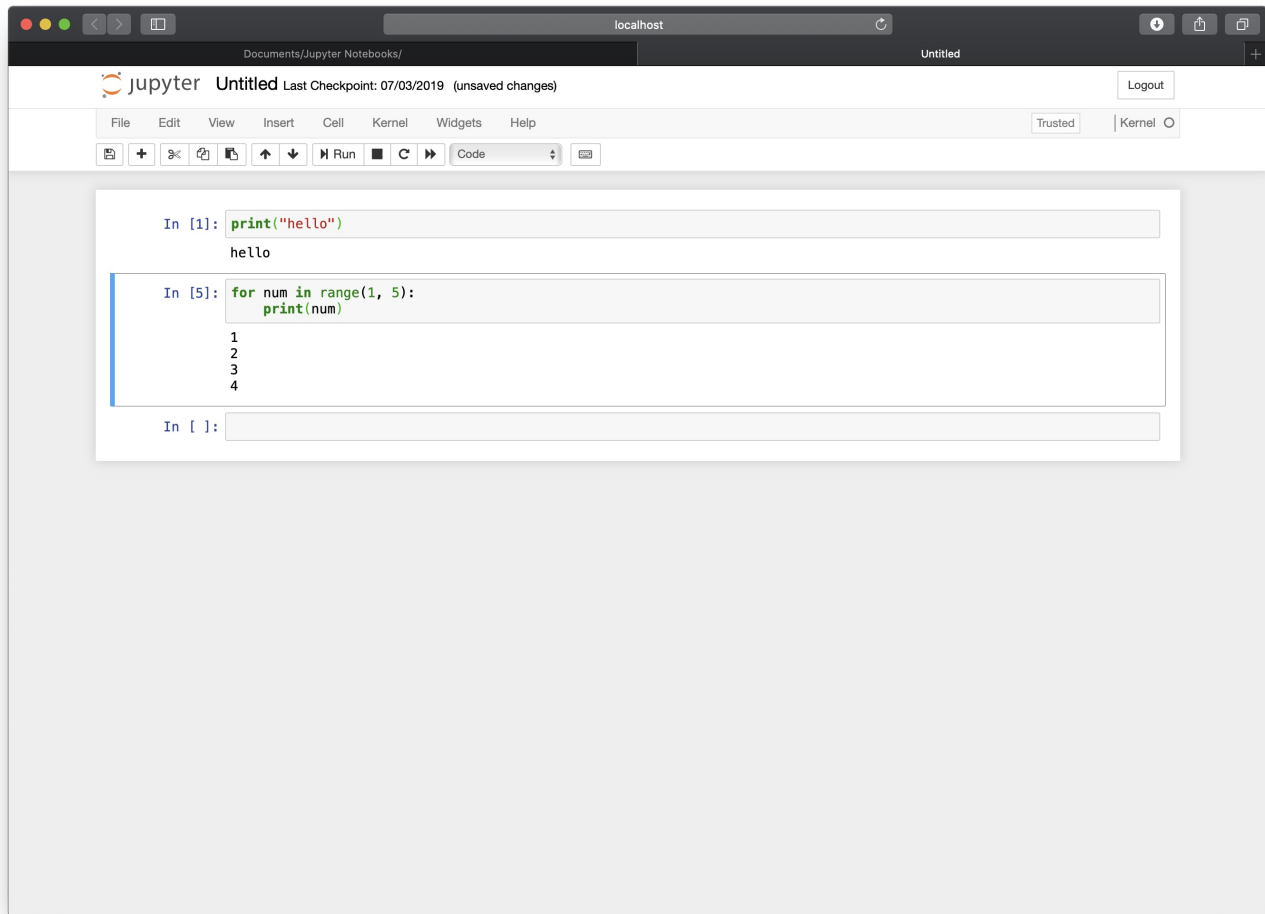 localhost
Documents/Jupyter Notebooks/ Untitled
jupyter Untitled Last Checkpoint: 07/03/2019 (unsaved changes) Logout
File Edit View Insert Cell Kernel Widgets Help Trusted Kernel
Run Code
In [1]: print("hello")
hello
In [5]: for num in range(1, 5):
    print(num)
1
2
3
4
In [ ]: